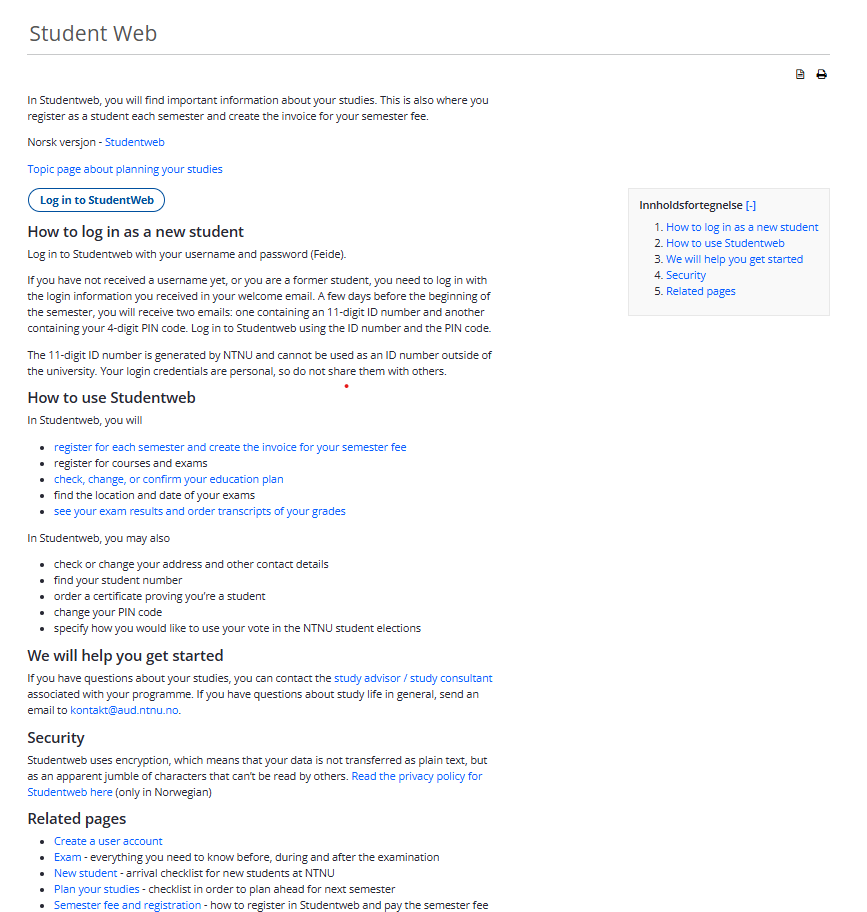 Student Web
In Studentweb, you will find important information about your studies. This is also where you
register as a student each semester and create the invoice for your semester fee.
Norsk versjon - Studentweb
Topic page about planning your studies
Log in to StudentWeb
Innholdsfortegnelse [-]
1. How to log in as a new student
2. How to use Studentweb
3. We will help you get started
4. Security
5. Related pages
How to log in as a new student
Log in to Studentweb with your username and password (Feide).
If you have not received a username yet, or you are a former student, you need to log in with
the login information you received in your welcome email. A few days before the beginning of
the semester, you will receive two emails: one containing an 11-digit ID number and another
containing your 4-digit PIN code. Log in to Studentweb using the ID number and the PIN code.
The 11-digit ID number is generated by NTNU and cannot be used as an ID number outside of
the university. Your login credentials are personal, so do not share them with others.
How to use Studentweb
In Studentweb, you will
• register for each semester and create the invoice for your semester fee
• register for courses and exams
• check, change, or confirm your education plan
• find the location and date of your exams
• see your exam results and order transcripts of your grades
In Studentweb, you may also
• check or change your address and other contact details
• find your student number
• order a certificate proving you're a student
• change your PIN code
• specify how you would like to use your vote in the NTNU student elections
We will help you get started
If you have questions about your studies, you can contact the study advisor / study consultant
associated with your programme. If you have questions about study life in general, send an
email to kontakt@aud.ntnu.no.
Security
Studentweb uses encryption, which means that your data is not transferred as plain text, but
as an apparent jumble of characters that can't be read by others. Read the privacy policy for
Studentweb here (only in Norwegian)
Related pages
• Create a user account
• Exam - everything you need to know before, during and after the examination
• New student - arrival checklist for new students at NTNU
• Plan your studies - checklist in order to plan ahead for next semester
• Semester fee and registration - how to register in Studentweb and pay the semester fee